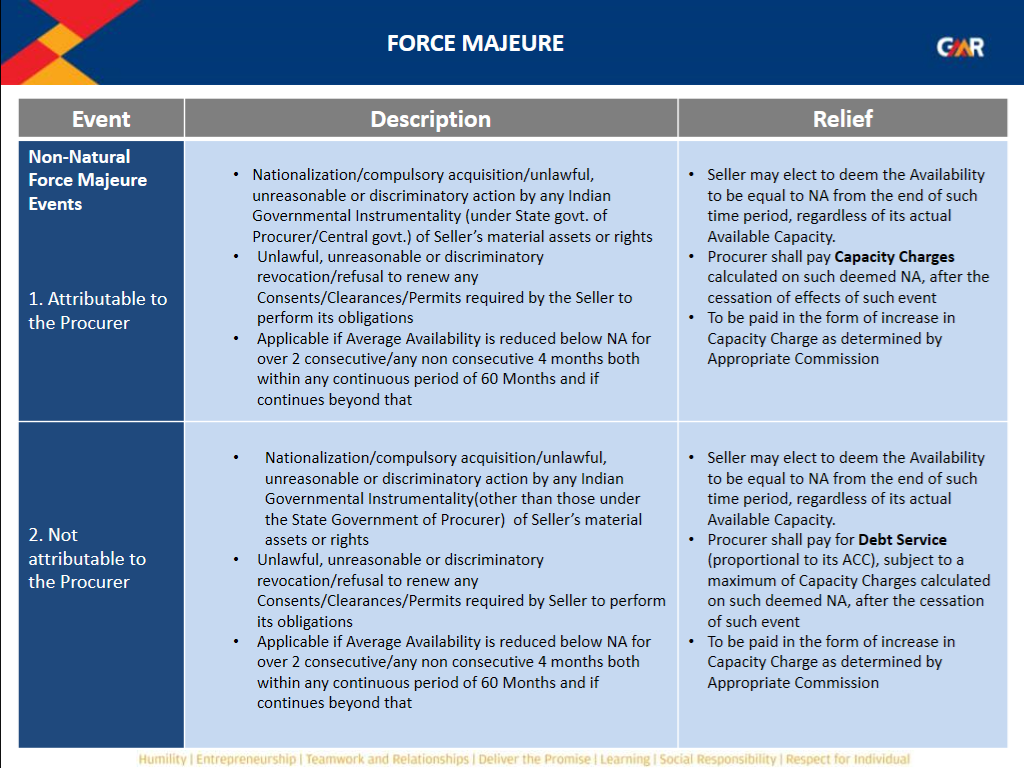 FORCE MAJEURE
GMR
Event
Description
Relief
Non-Natural
Force Majeure
Events
1. Attributable to
the Procurer
• Nationalization/compulsory acquisition/unlawful,
unreasonable or discriminatory action by any Indian
Governmental Instrumentality (under State govt. of
Procurer/Central govt.) of Seller's material assets or rights
• Unlawful, unreasonable or discriminatory
revocation/refusal to renew any
Consents/Clearances/Permits required by the Seller to
perform its obligations
• Applicable if Average Availability is reduced below NA for
over 2 consecutive/any non consecutive 4 months both
within any continuous period of 60 Months and if
continues beyond that
• Seller may elect to deem the Availability
to be equal to NA from the end of such
time period, regardless of its actual
Available Capacity.
• Procurer shall pay Capacity Charges
calculated on such deemed NA, after the
cessation of effects of such event
• To be paid in the form of increase in
Capacity Charge as determined by
Appropriate Commission
2. Not
attributable to
the Procurer
• Nationalization/compulsory acquisition/unlawful,
unreasonable or discriminatory action by any Indian
Governmental Instrumentality(other than those under
the State Government of Procurer) of Seller's material
assets or rights
• Unlawful, unreasonable or discriminatory
revocation/refusal to renew any
Consents/Clearances/Permits required by Seller to perform
its obligations
• Applicable if Average Availability is reduced below NA for
over 2 consecutive/any non consecutive 4 months both
within any continuous period of 60 Months and if
continues beyond that
• Seller may elect to deem the Availability
to be equal to NA from the end of such
time period, regardless of its actual
Available Capacity.
• Procurer shall pay for Debt Service
(proportional to its ACC), subject to a
maximum of Capacity Charges calculated
on such deemed NA, after the cessation
of such event
• To be paid in the form of increase in
Capacity Charge as determined by
Appropriate Commission
Humility | Entrepreneurship | Teamwork and Relationships | Deliver the Promise | Learning | Social Responsibility | Respect for Individual